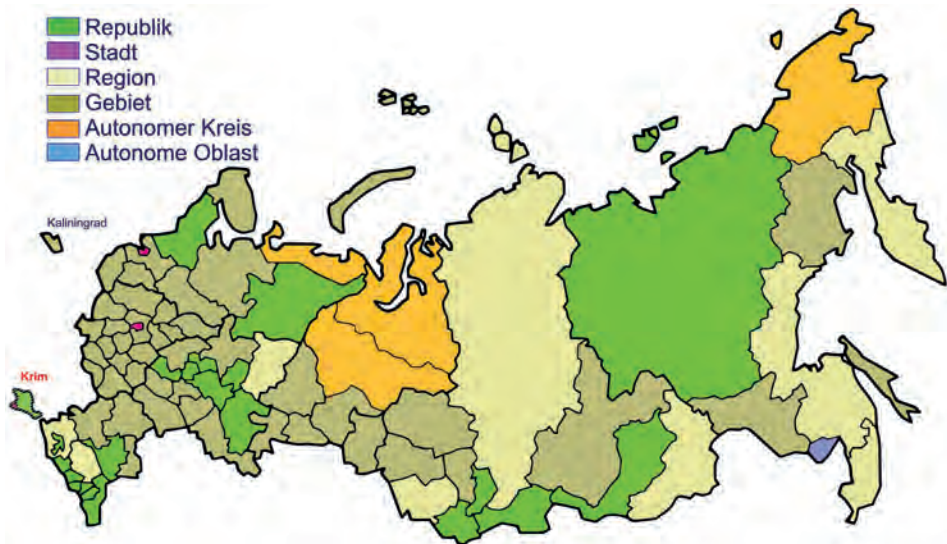 Republik
Stadt
Region
Gebiet
Autonomer Kreis
Autonome Oblast
Kaliningrad
Krim